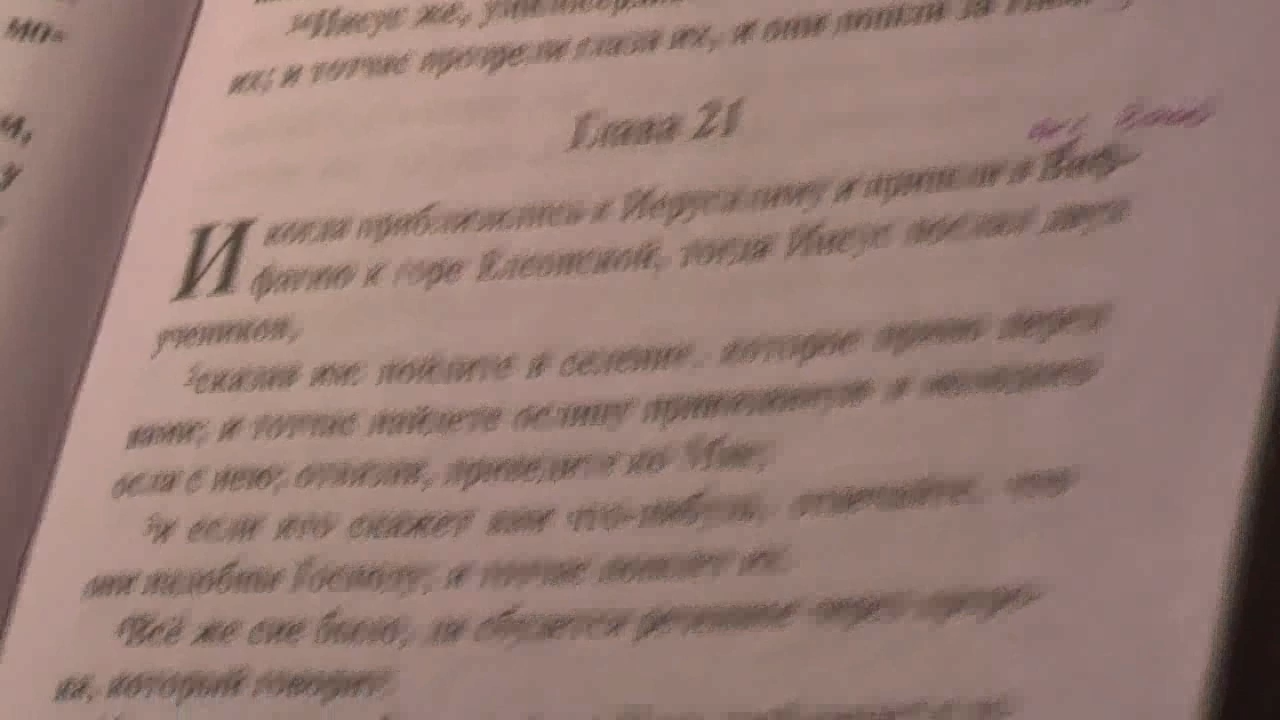 мо-
м,
у
³⁴Иисус же,
их; и тотчас прозрели глаза их, и они пошли за
Глава 21
И когда приблизились к Иерусалиму и пришли в Виф-
фагию к горе Елеонской, тогда Иисус послал двух
учеников,
²сказав им: пойдите в селение, которое прямо перед
вами; и тотчас найдете ослицу привязанную и молодого
осла с нею; отвязав, приведите ко Мне;
³и если кто скажет вам что-нибудь, отвечайте, что
они надобны Господу; и тотчас пошлёт их.
⁴Всё же сие было, да сбудется реченное через проро-
ка, который говорит: